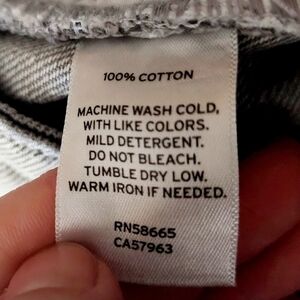 100% COTTON
MACHINE WASH COLD,
WITH LIKE COLORS.
MILD DETERGENT.
DO NOT BLEACH.
TUMBLE DRY LOW.
WARM IRON IF NEEDED.
RN58665
CA57963